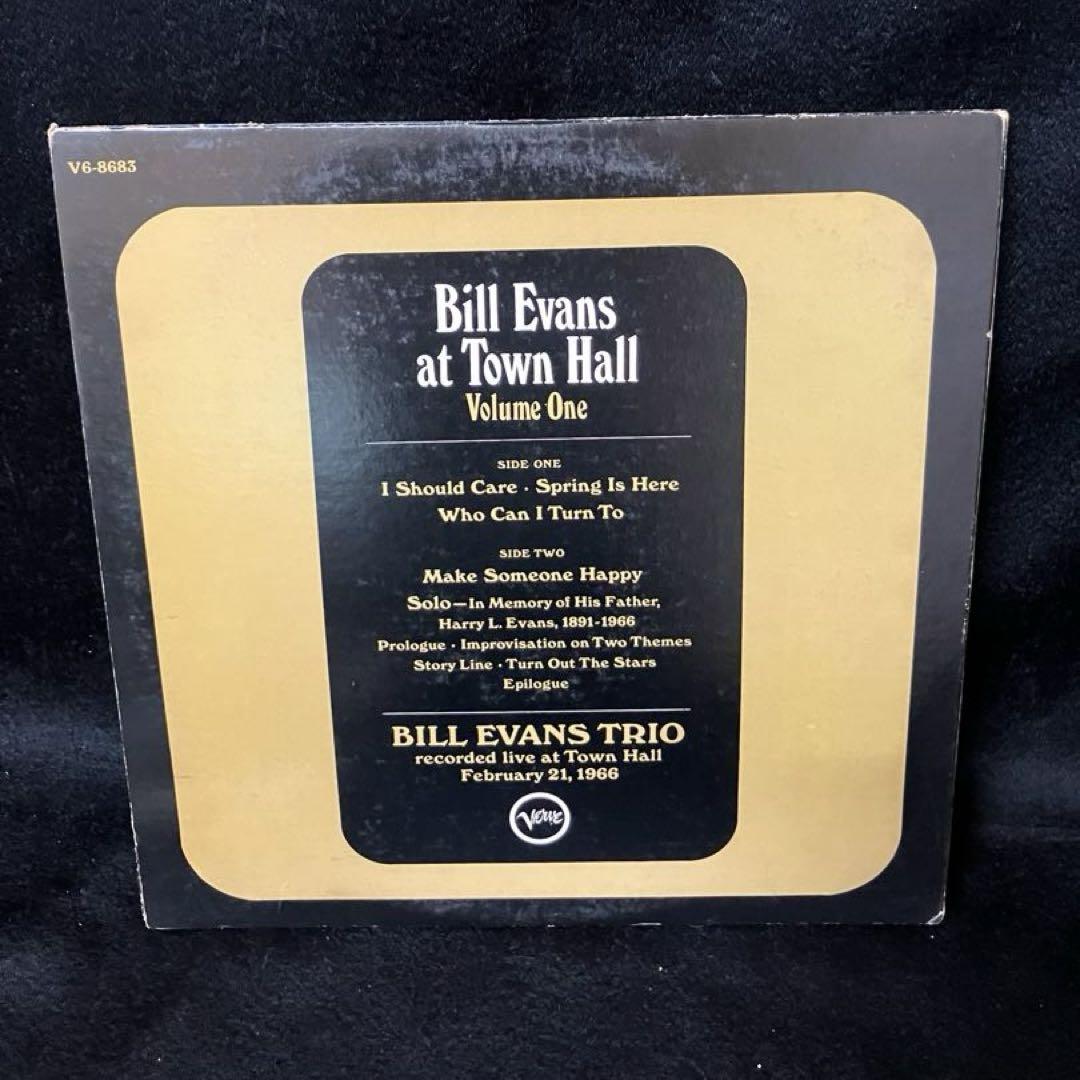 V6-8683
Bill Evans
at Town Hall
Volume One
SIDE ONE
I Should Care · Spring Is Here
Who Can I Turn To
SIDE TWO
Make Someone Happy
Solo—In Memory of His Father,
Harry L. Evans, 1891-1966
Prologue · Improvisation on Two Themes
Story Line · Turn Out The Stars
Epilogue
BILL EVANS TRIO
recorded live at Town Hall
February 21, 1966
Verve